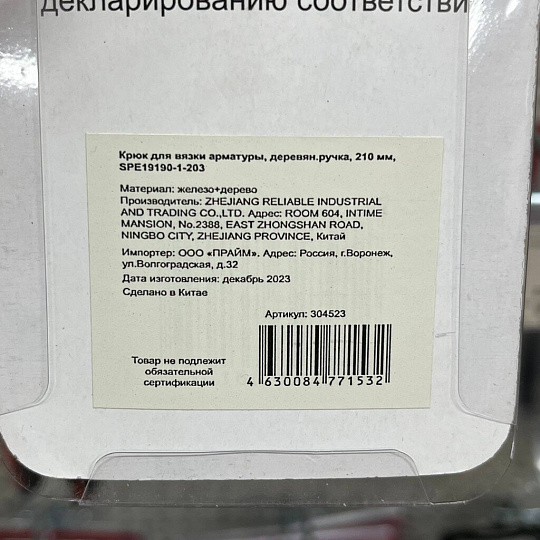 декларированию соответстви
Крюк для вязки арматуры, деревян.ручка, 210 мм,
SPE19190-1-203
Материал: железо+дерево
Производитель: ZHEJIANG RELIABLE INDUSTRIAL
AND TRADING CO.,LTD. Адрес: ROOM 604, INTIME
MANSION, No.2388, EAST ZHONGSHAN ROAD,
NINGBO CITY, ZHEJIANG PROVINCE, Китай
Импортер: ООО «ПРАЙМ». Адрес: Россия, г.Воронеж,
ул.Волгоградская, д.32
Дата изготовления: декабрь 2023
Сделано в Китае
Артикул: 304523
Товар не подлежит
обязательной
сертификации
4 630084 771532